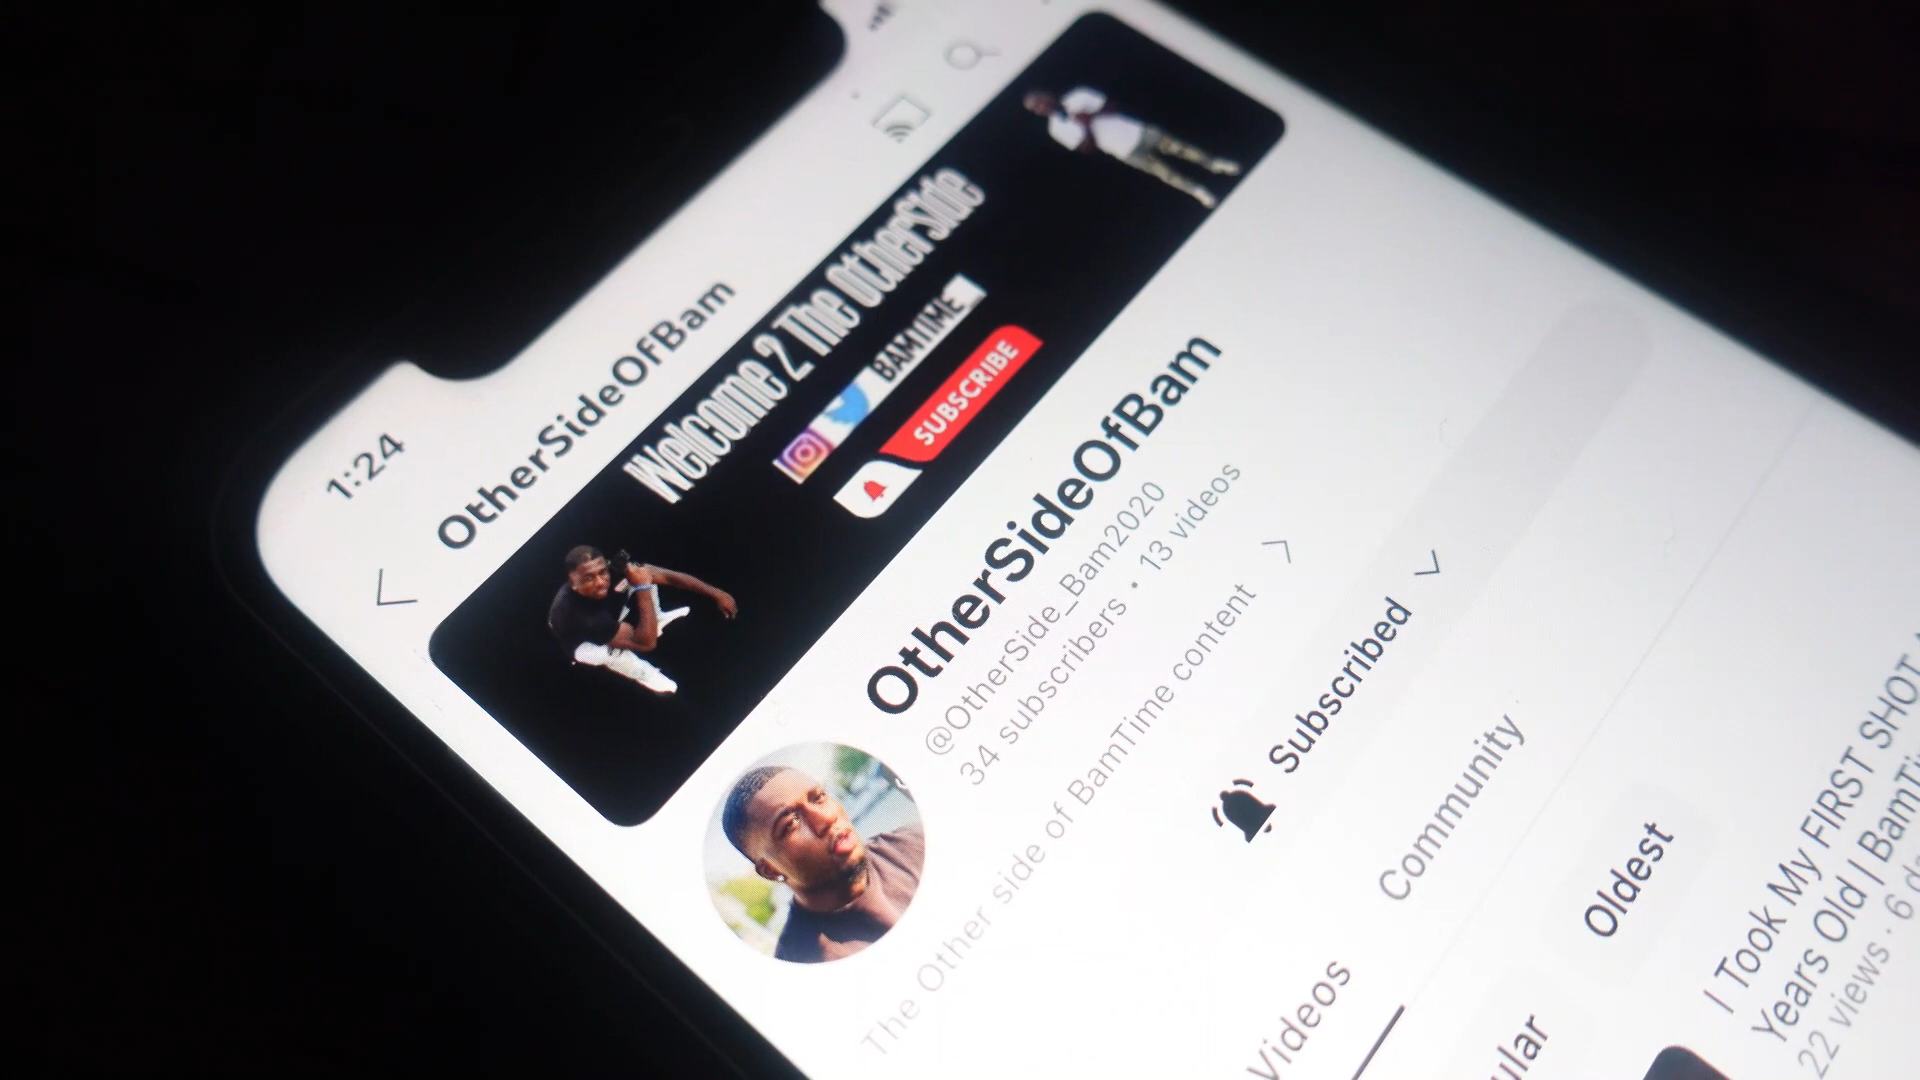 1:24
OtherSideOfBam
Welcome 2 The OtherSide
BAMTIME
SUBSCRIBE
OtherSideOfBam
@OtherSide_Bam2020
34 subscribers • 13 videos
The Other side of BamTime content
Subscribed
Videos
Community
Oldest
I Took My FIRST SHOT
Years Old | BamTi
22 views · 6